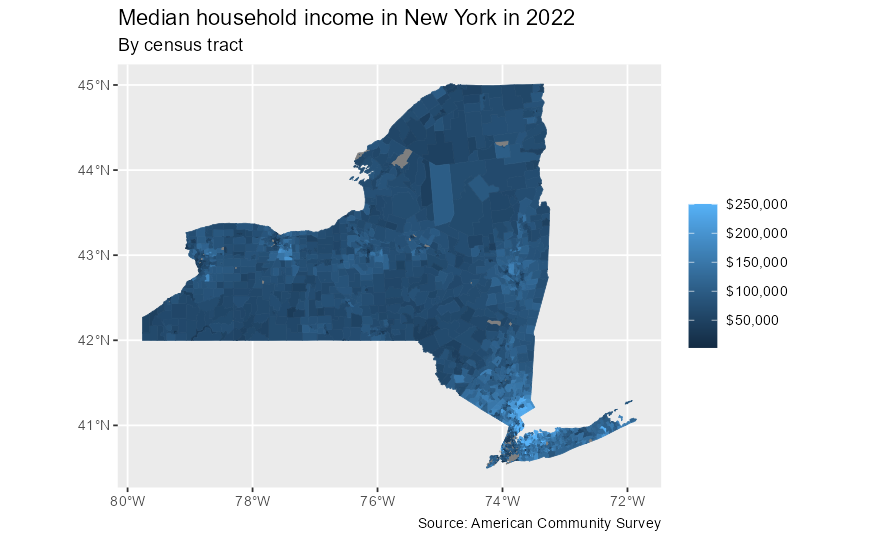 Median household income in New York in 2022
By census tract
45°N
44°N
43°N
42°N
41°N
80°W
78°W
76°W
74°W
72°W
$250,000
$200,000
$150,000
$100,000
$50,000
Source: American Community Survey